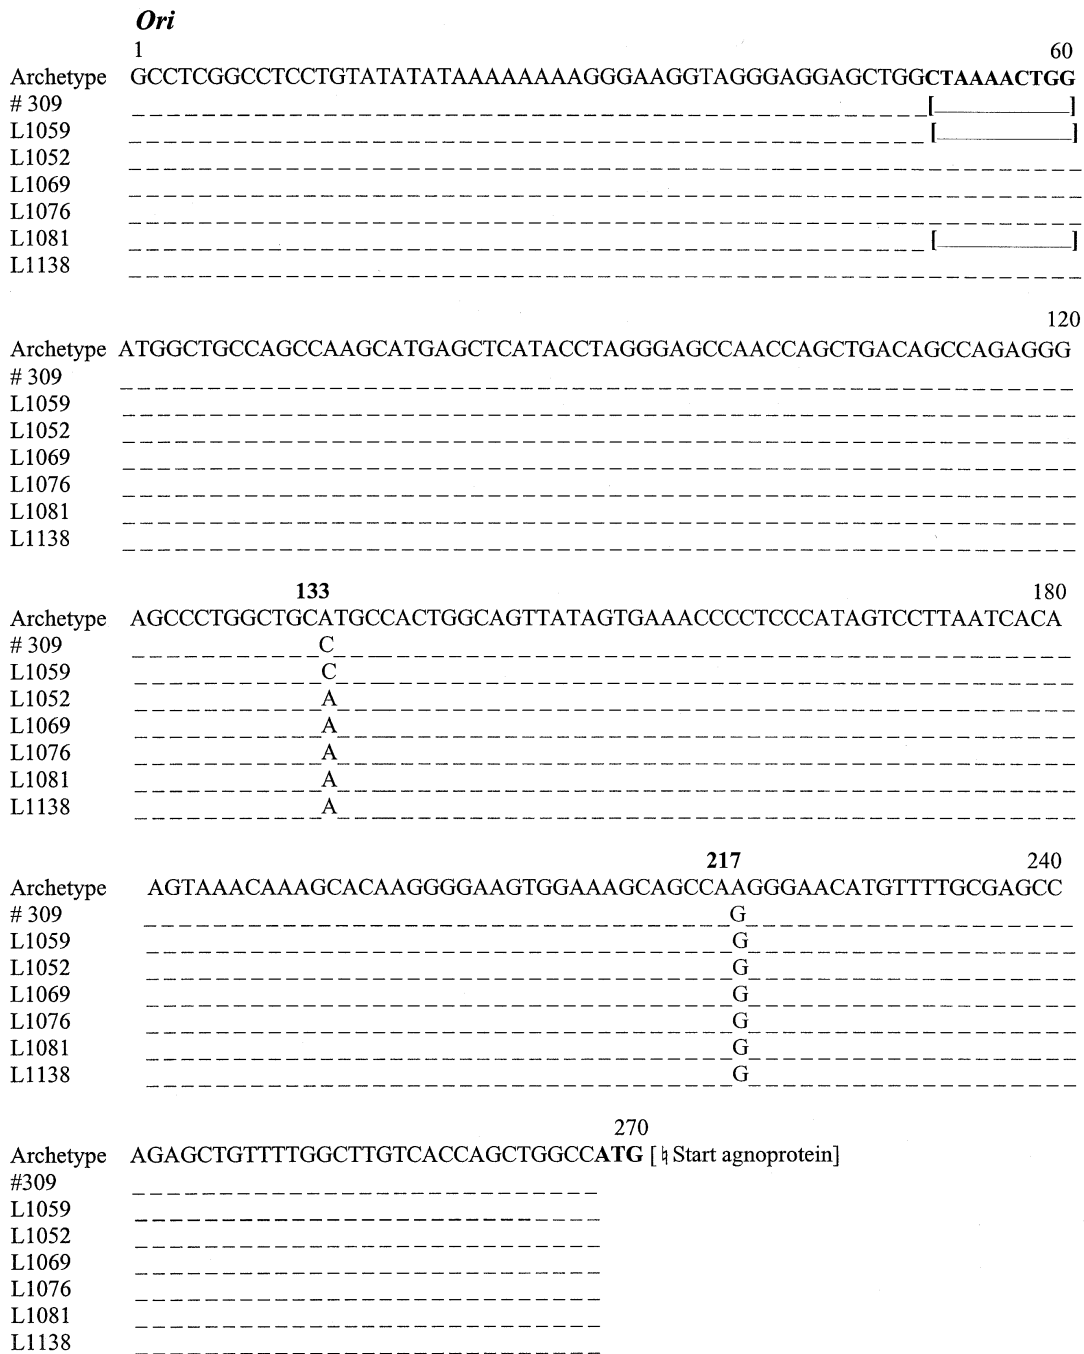 Ori
1 60
Archetype GCCTCGGCCTCCTGTATATATAAAAAAAAGGGAAGGTAGGGAGGAGCTGGCTAAAACTGG
# 309 [ ]
L1059 [ ]
L1052
L1069
L1076
L1081 [ ]
L1138
120
Archetype ATGGCTGCCAGCCAAGCATGAGCTCATACCTAGGGAGCCAACCAGCTGACAGCCAGAGGG
# 309
L1059
L1052
L1069
L1076
L1081
L1138
133 180
Archetype AGCCCTGGCTGCATGCCACTGGCAGTTATAGTGAAACCCCTCCCATAGTCCTTAATCACA
# 309 C
L1059 C
L1052 A
L1069 A
L1076 A
L1081 A
L1138 A
217 240
Archetype AGTAAACAAAGCACAAGGGGAAGTGGAAAGCAGCCAAGGGAACATGTTTTGCGAGCC
# 309 G
L1059 G
L1052 G
L1069 G
L1076 G
L1081 G
L1138 G
270
Archetype AGAGCTGTTTTGGCTTGTCACCAGCTGGCCATG [ Start agnoprotein]
#309
L1059
L1052
L1069
L1076
L1081
L1138